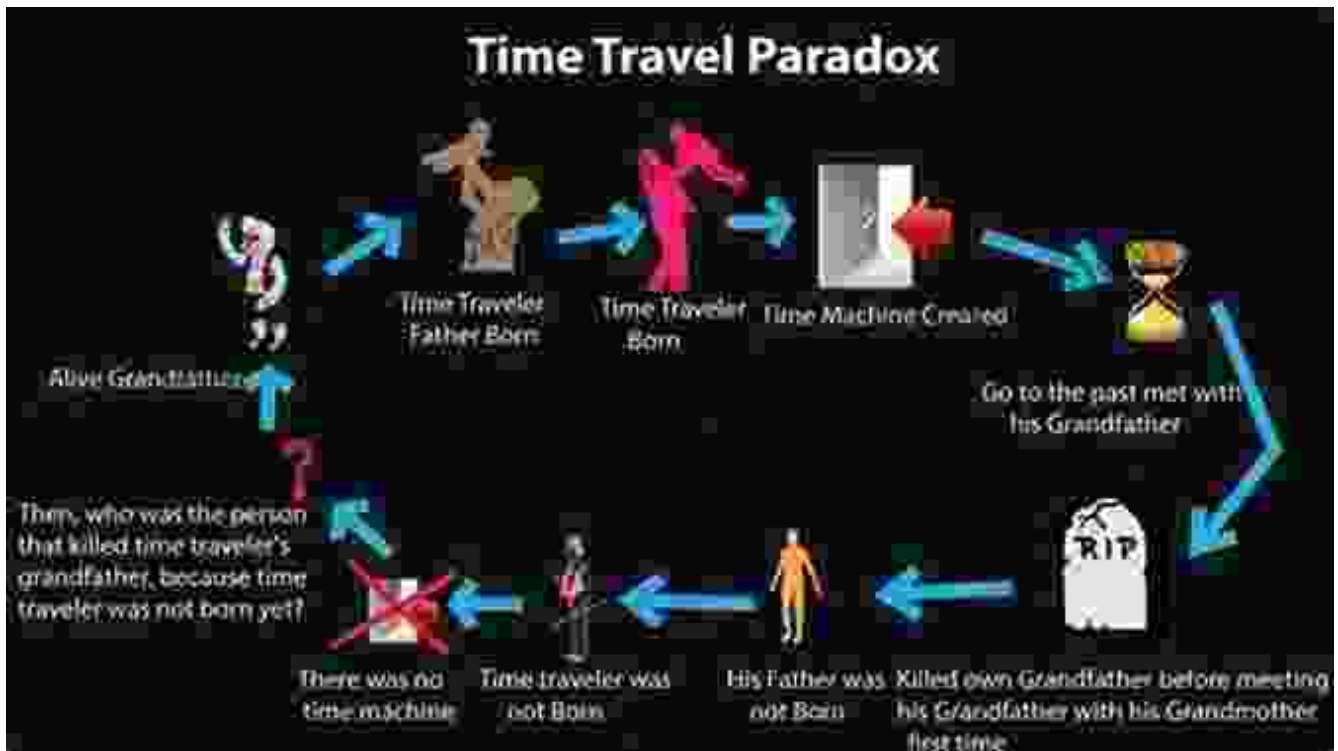 Time Travel Paradox
Time Traveler
Father Born
Time Traveler
Born
Time Machine Created
Go to the past met with
his Grandfather
Alive Grandfather
Then, who was the person
that killed time traveler's
grandfather, because time
traveler was not born yet?
?
RIP
There was no
time machine
Time traveler was
not Born
His Father was
not Born
Killed own Grandfather before meeting
his Grandfather with his Grandmother
first time